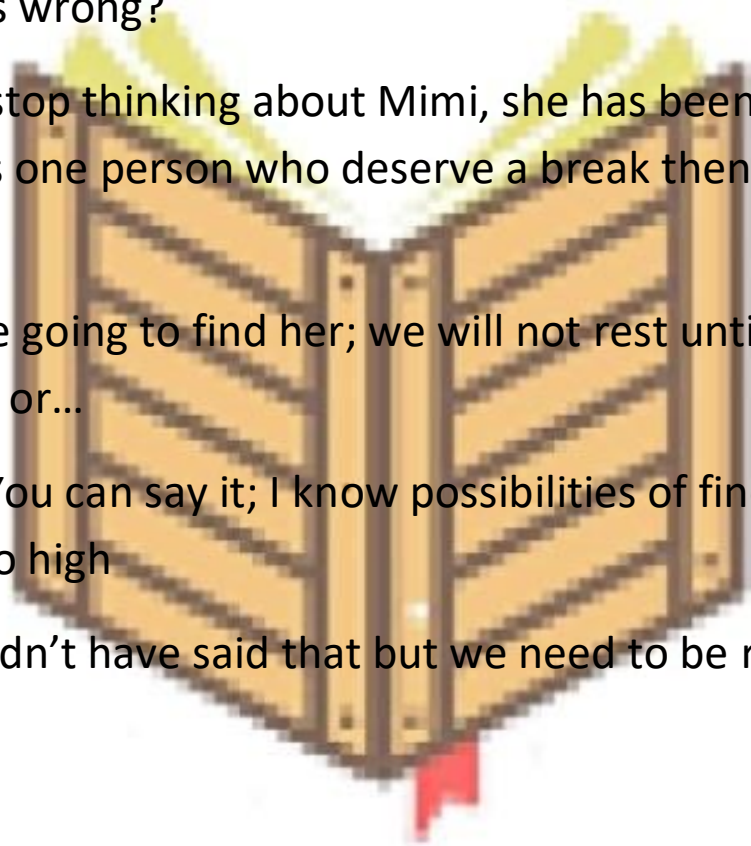 s wrong?
stop thinking about Mimi, she has been
s one person who deserve a break then
e going to find her; we will not rest unti
or…
You can say it; I know possibilities of fin
o high
dn’t have said that but we need to be r